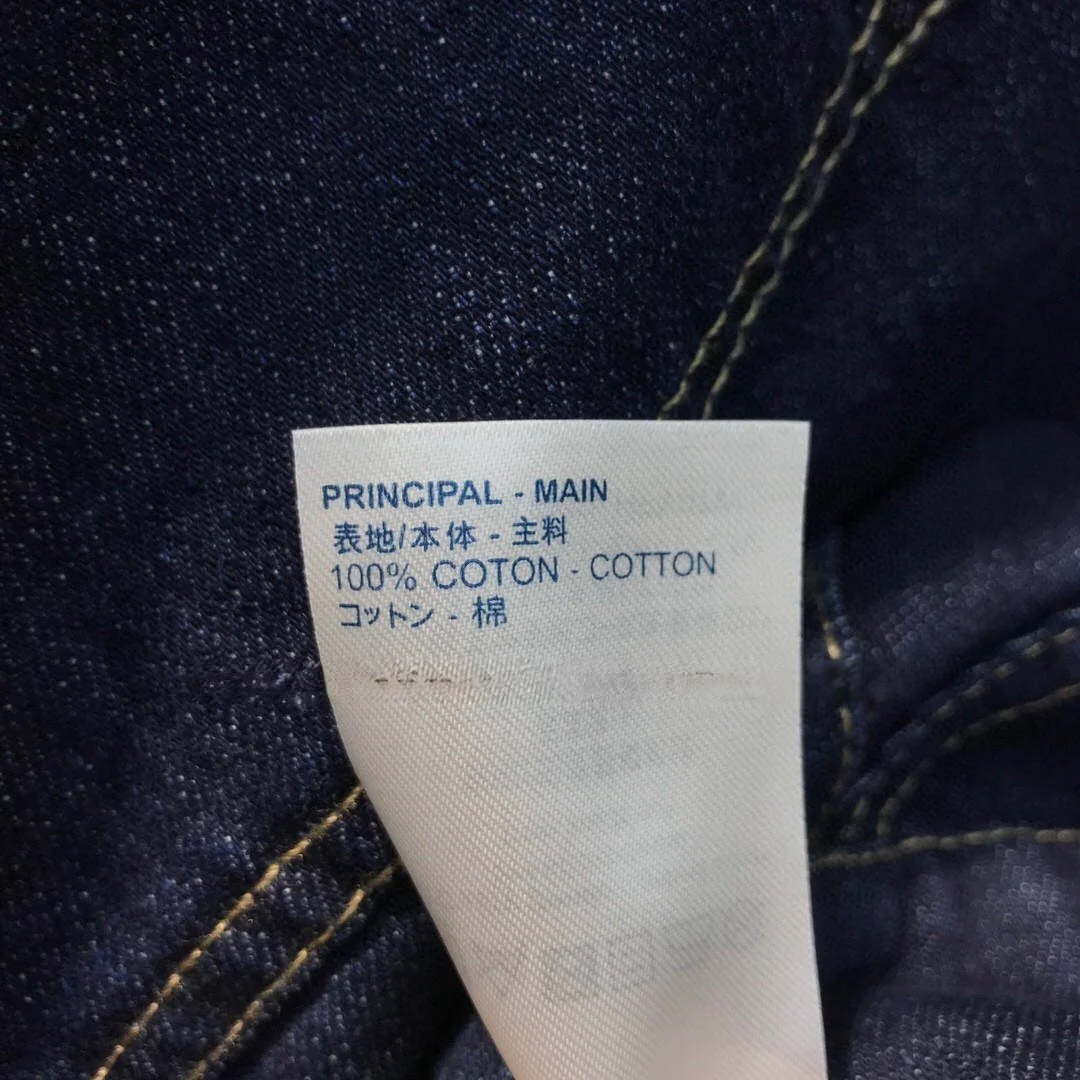 PRINCIPAL - MAIN
表地/本体 - 主料
100% COTON - COTTON
コットン - 棉